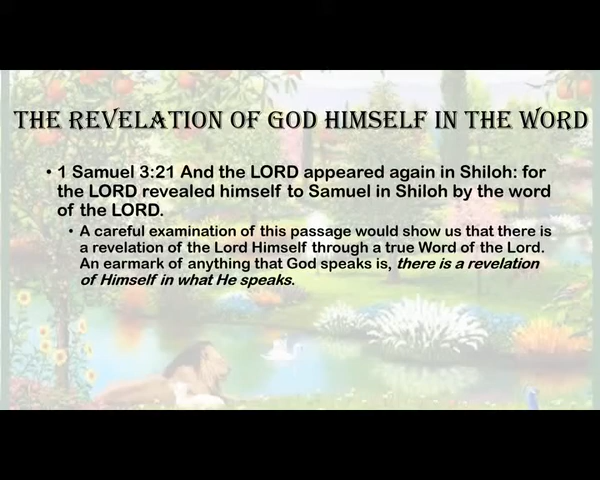 THE REVELATION OF GOD HIMSELF IN THE WORD
• 1 Samuel 3:21 And the LORD appeared again in Shiloh: for
the LORD revealed himself to Samuel in Shiloh by the word
of the LORD.
• A careful examination of this passage would show us that there is
a revelation of the Lord Himself through a true Word of the Lord.
An earmark of anything that God speaks is, there is a revelation
of Himself in what He speaks.